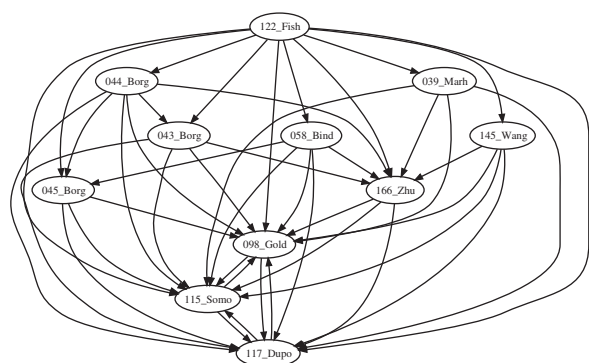 122_Fish
044_Borg
039_Marh
043_Borg
058_Bind
145_Wang
045_Borg
166_Zhu
098_Gold
115_Somo
117_Dupo